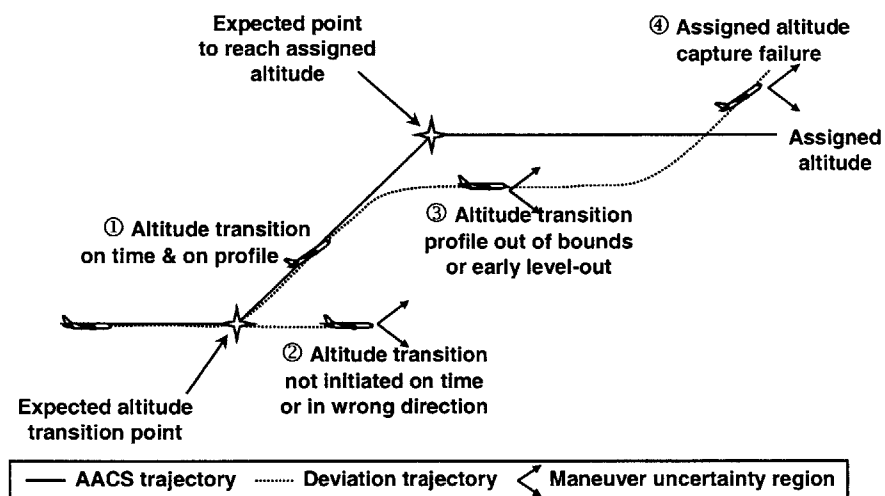 Expected point
to reach assigned
altitude
④ Assigned altitude
capture failure
Assigned
altitude
① Altitude transition
on time & on profile
③ Altitude transition
profile out of bounds
or early level-out
② Altitude transition
not initiated on time
or in wrong direction
Expected altitude
transition point
AACS trajectory
Deviation trajectory
Maneuver uncertainty region